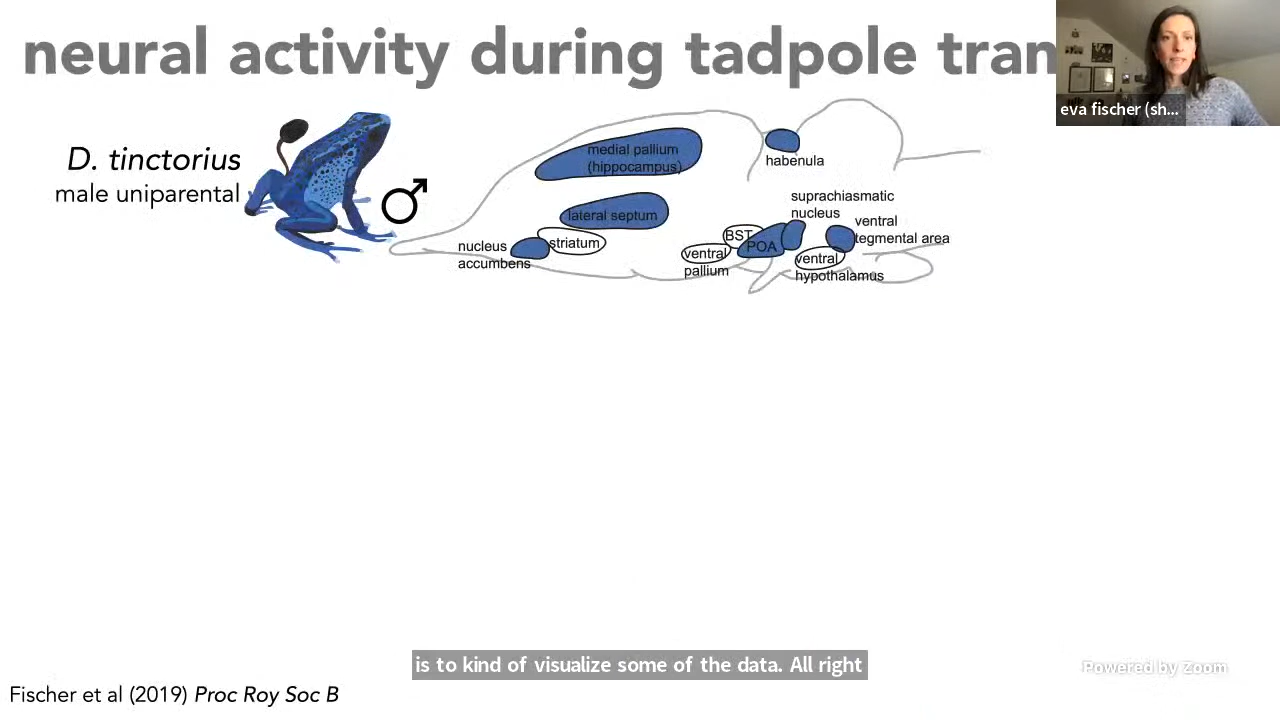 neural activity during tadpole tran
eva fischer (sh...
D. tinctorius
male uniparental
medial pallium
(hippocampus)
habenula
lateral septum
suprachiasmatic
nucleus
nucleus
accumbens
striatum
BST
POA
ventral
pallium
ventral
tegmental area
ventral
hypothalamus
is to kind of visualize some of the data. All right
Powered by Zoom
Fischer et al (2019) Proc Roy Soc B